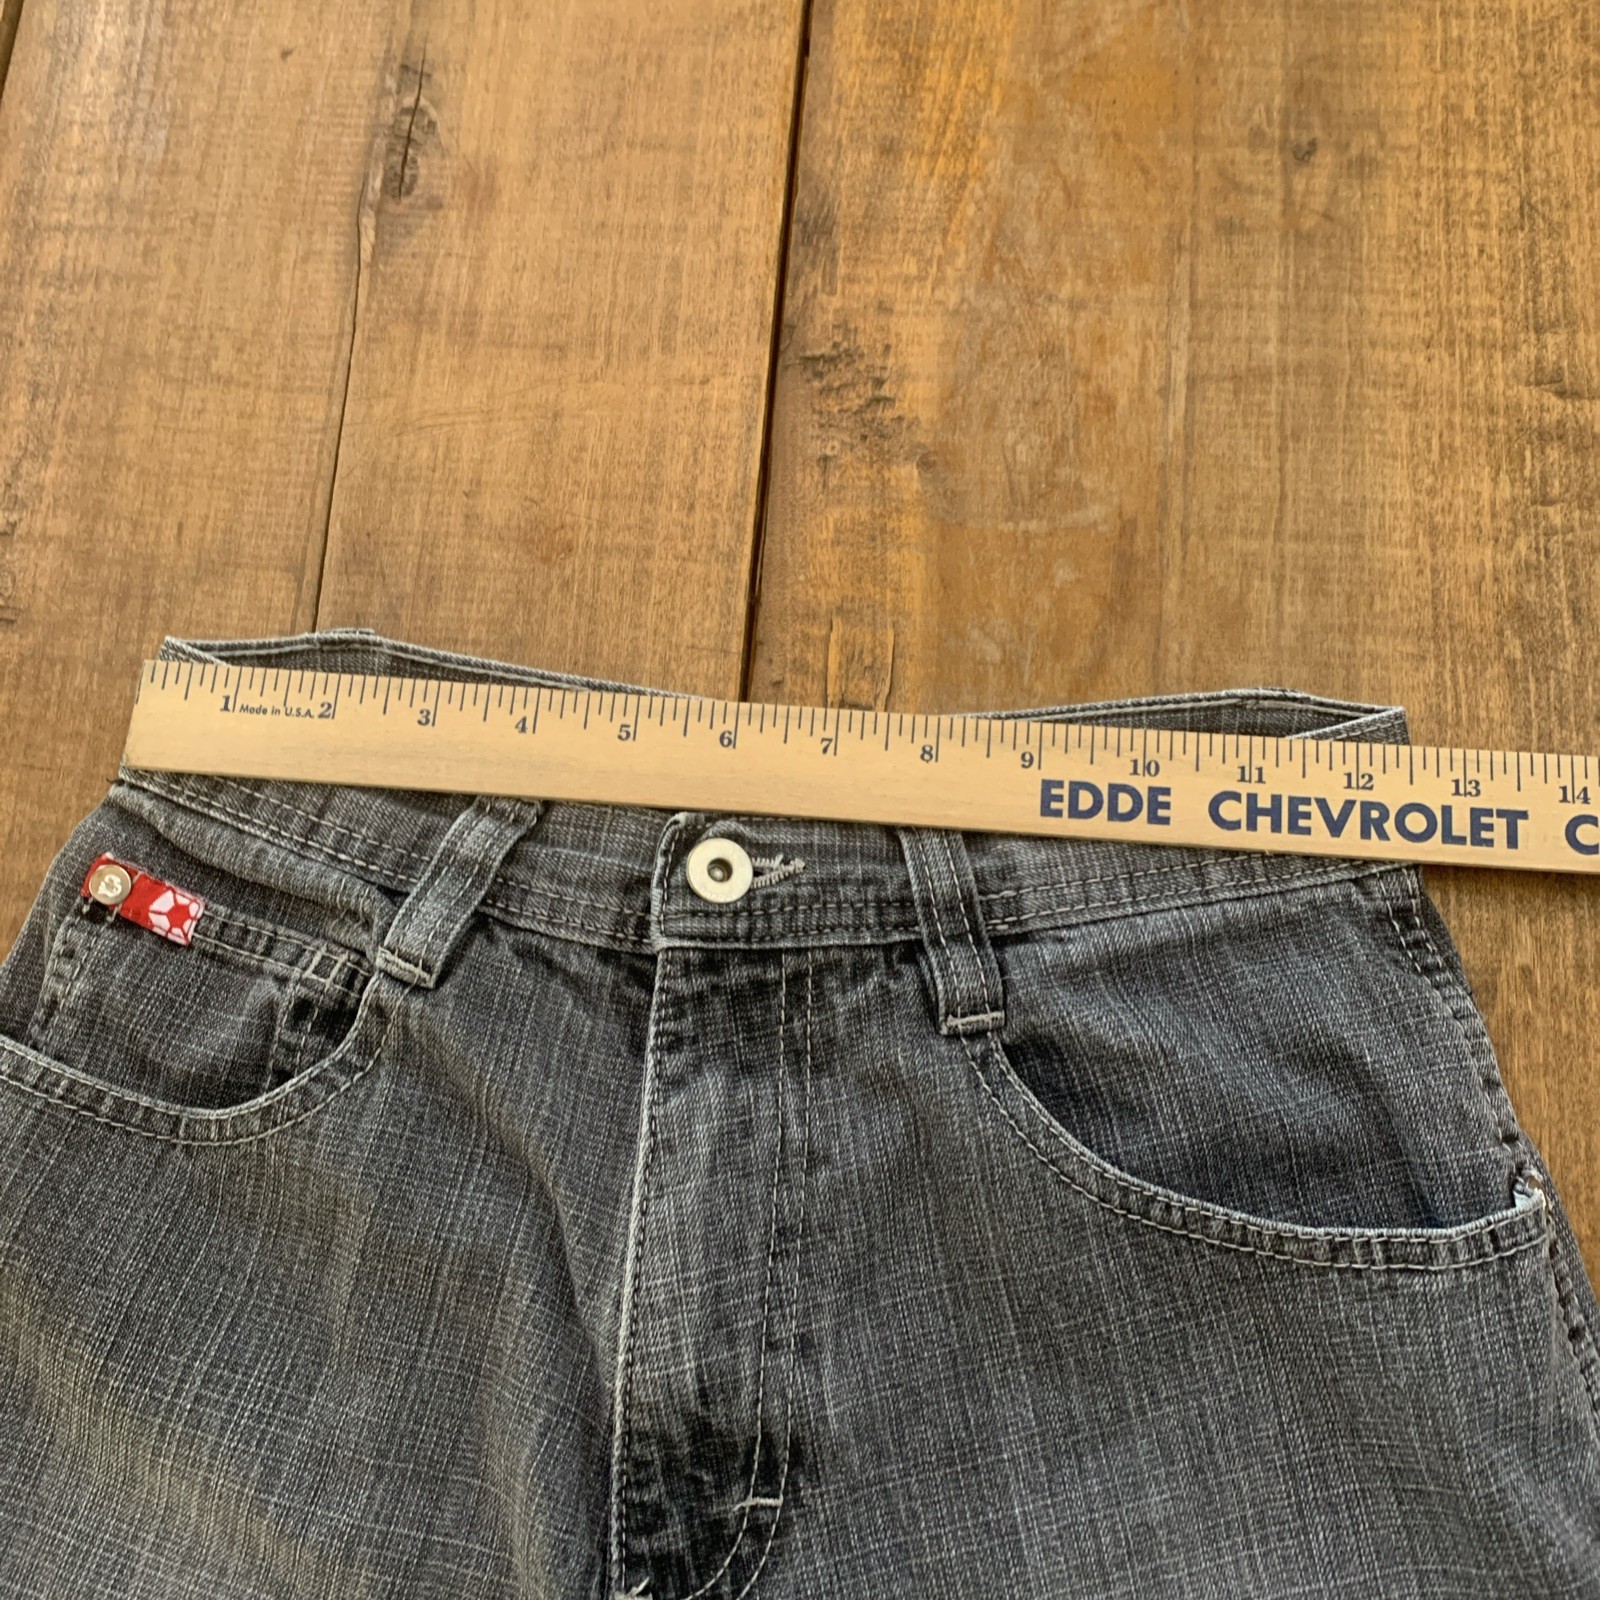 1 Made in U.S.A. 2 3 4 5 6 7 8 9 10 11 12 13 14
EDDE CHEVROLET C